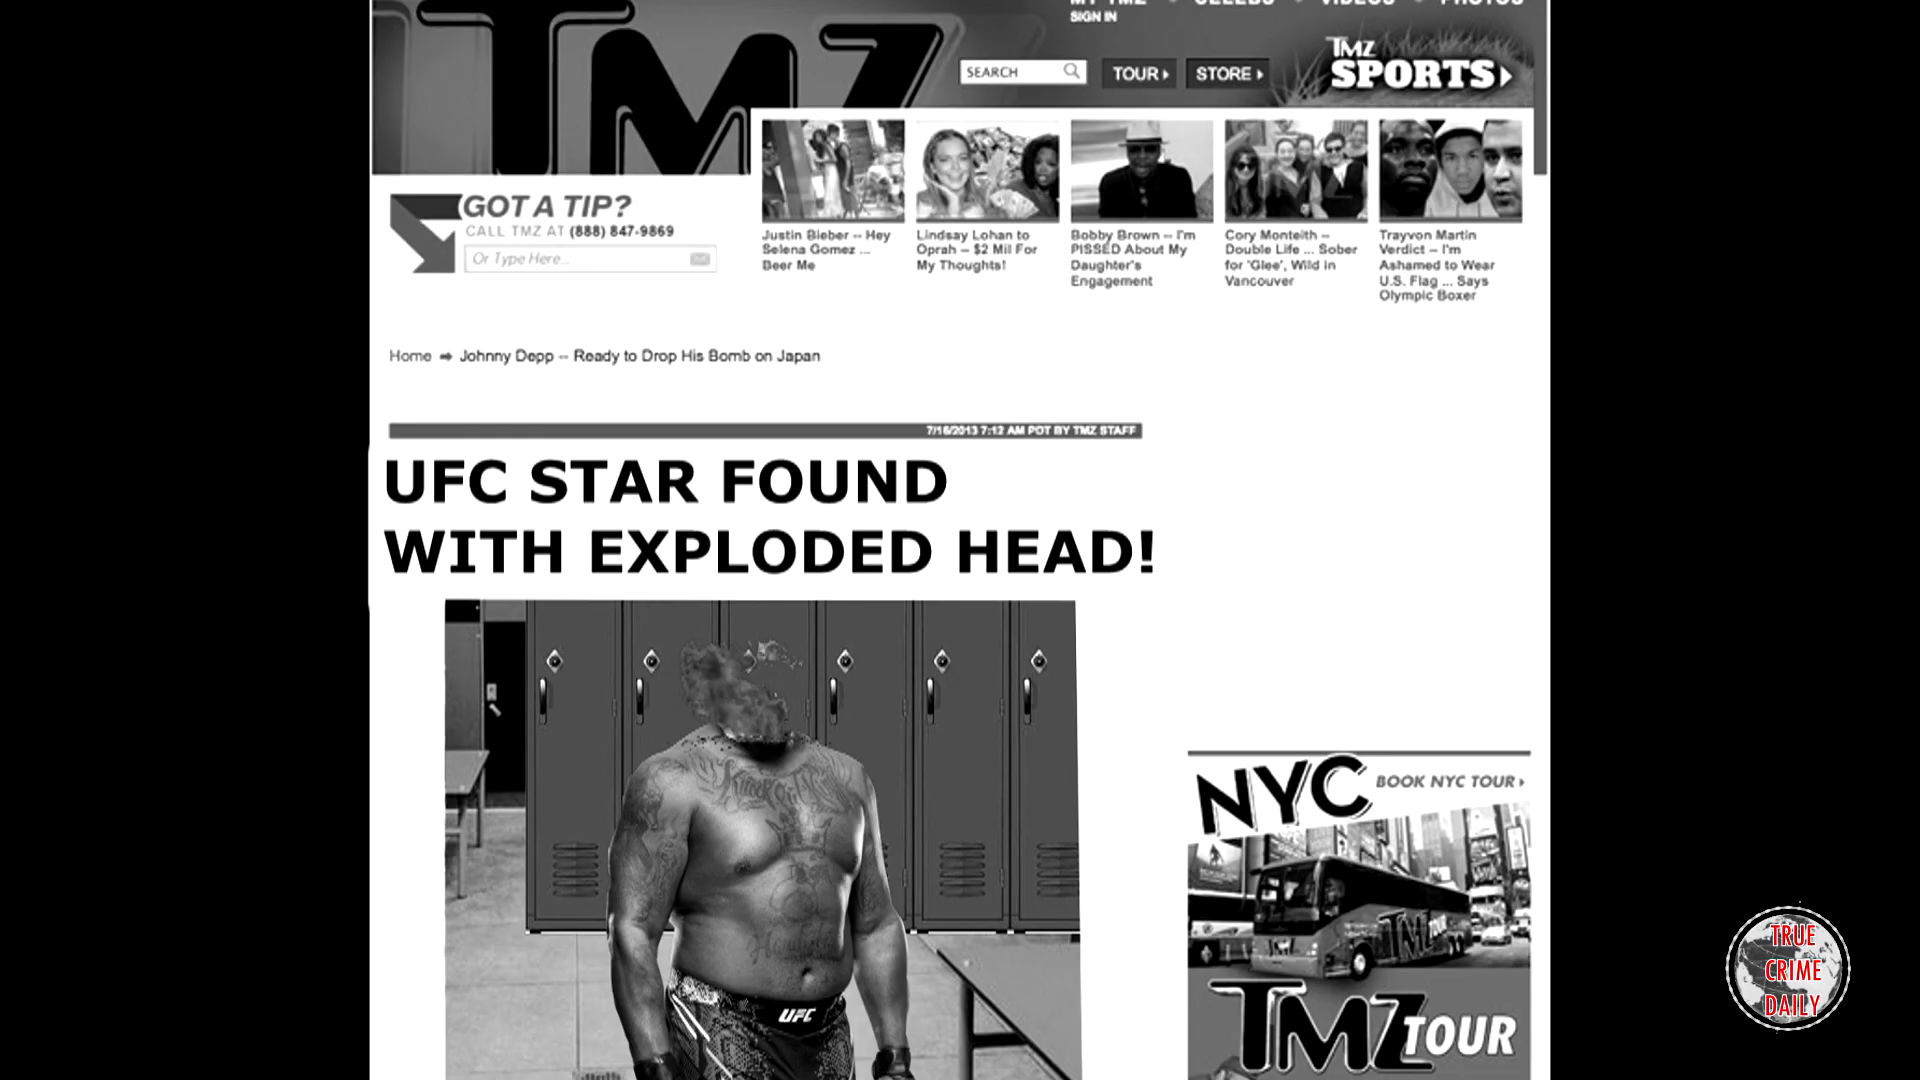 TMZ
MY TMZ CELEBS VIDEOS PHOTOS
SIGN IN
SEARCH
TOUR
STORE
TMZ
SPORTS
GOT A TIP?
CALL TMZ AT (888) 847-9869
Or Type Here...
Justin Bieber -- Hey
Selena Gomez ...
Beer Me
Lindsay Lohan to
Oprah -- $2 Mil For
My Thoughts!
Bobby Brown -- I'm
PISSED About My
Daughter's
Engagement
Cory Monteith --
Double Life ... Sober
for 'Glee', Wild in
Vancouver
Trayvon Martin
Verdict -- I'm
Ashamed to Wear
U.S. Flag ... Says
Olympic Boxer
Home Johnny Depp -- Ready to Drop His Bomb on Japan
7/16/2013 7:12 AM PDT BY TMZ STAFF
UFC STAR FOUND
WITH EXPLODED HEAD!
UFC
NYC
BOOK NYC TOUR
TMZ TOUR
TMZ TOUR
TRUE
CRIME
DAILY